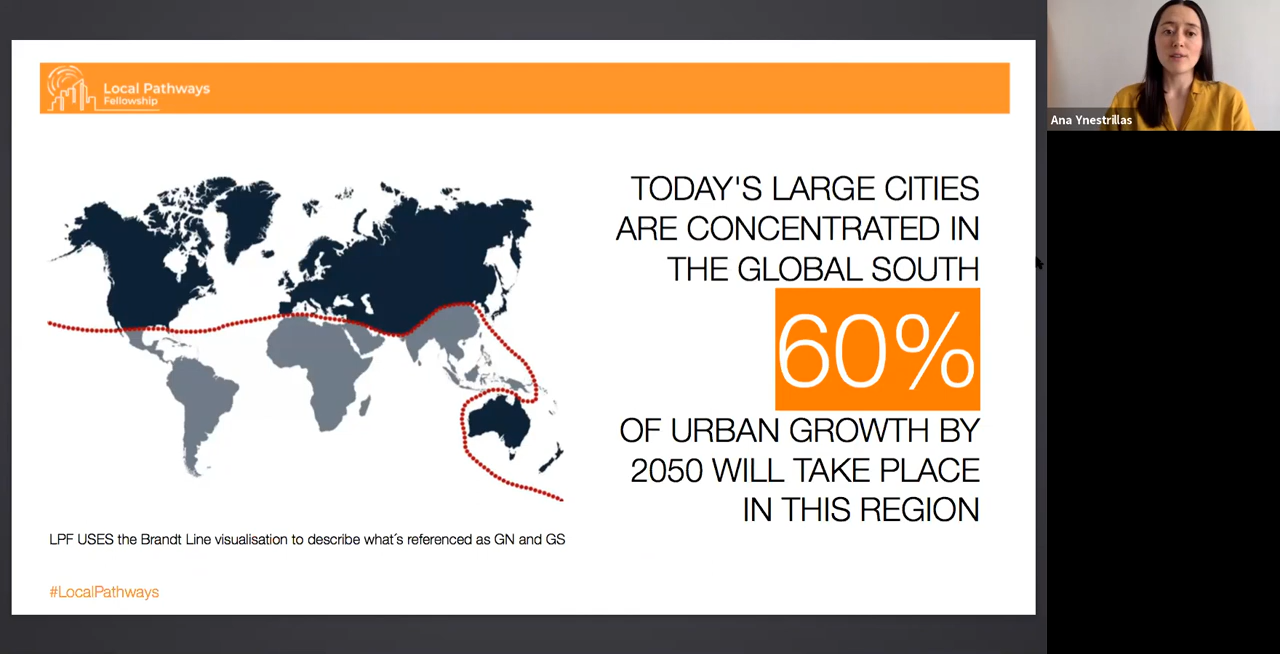 Local Pathways
Fellowship
Ana Ynestrillas
TODAY'S LARGE CITIES
ARE CONCENTRATED IN
THE GLOBAL SOUTH
60%
OF URBAN GROWTH BY
2050 WILL TAKE PLACE
IN THIS REGION
LPF USES the Brandt Line visualisation to describe what´s referenced as GN and GS
#LocalPathways